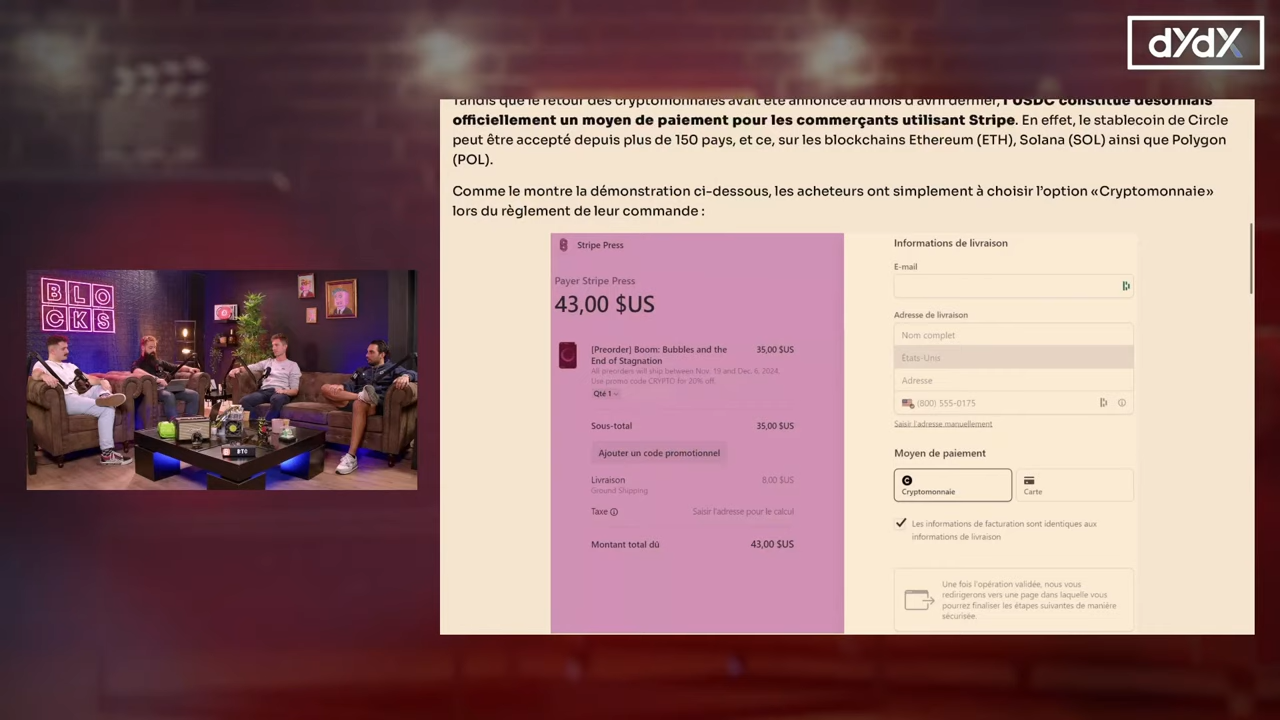 dYdX
Tandis que le retour des cryptomonnaies avait été annoncé au mois d'avril dernier, l'USDC constitue désormais
officiellement un moyen de paiement pour les commerçants utilisant Stripe. En effet, le stablecoin de Circle
peut être accepté depuis plus de 150 pays, et ce, sur les blockchains Ethereum (ETH), Solana (SOL) ainsi que Polygon
(POL).
Comme le montre la démonstration ci-dessous, les acheteurs ont simplement à choisir l'option «Cryptomonnaie»
lors du règlement de leur commande :
Stripe Press
Payer Stripe Press
43,00 $US
[Preorder] Boom: Bubbles and the 35,00 $US
End of Stagnation
All preorders will ship between Nov. 19 and Dec. 6, 2024.
Use promo code CRYPTO for 20% off.
Qté 1
Sous-total 35,00 $US
Ajouter un code promotionnel
Livraison 8,00 $US
Ground Shipping
Taxe Saisir l'adresse pour le calcul
Montant total dû 43,00 $US
Informations de livraison
E-mail
Adresse de livraison
Nom complet
États-Unis
Adresse
(800) 555-0175
Saisir l'adresse manuellement
Moyen de paiement
Cryptomonnaie
Carte
Les informations de facturation sont identiques aux
informations de livraison
Une fois l'opération validée, nous vous
redirigerons vers une page dans laquelle vous
pourrez finaliser les étapes suivantes de manière
sécurisée.
BLO
CKS
BTC